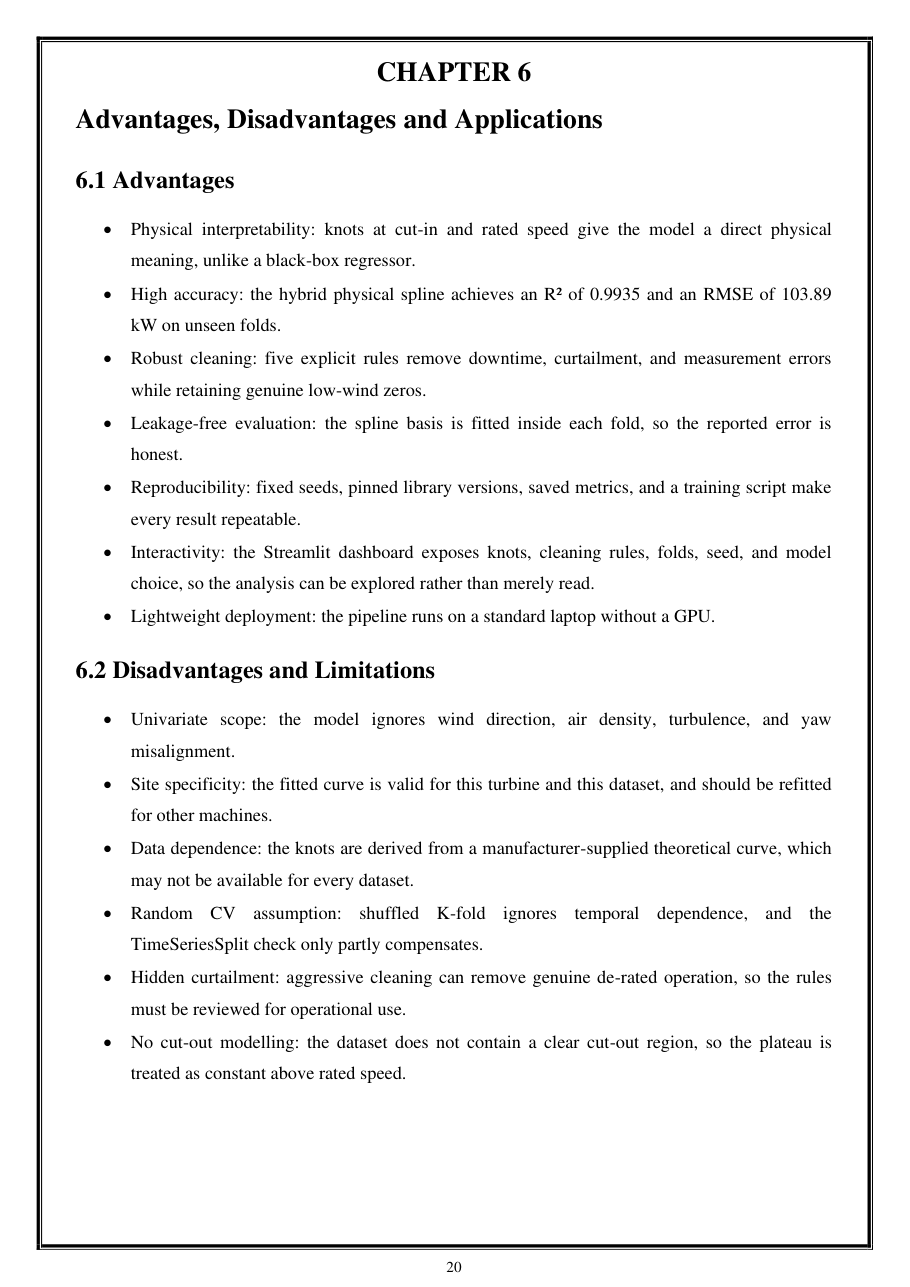 CHAPTER 6
Advantages, Disadvantages and Applications
6.1 Advantages
• Physical interpretability: knots at cut-in and rated speed give the model a direct physical
meaning, unlike a black-box regressor.
• High accuracy: the hybrid physical spline achieves an R² of 0.9935 and an RMSE of 103.89
kW on unseen folds.
• Robust cleaning: five explicit rules remove downtime, curtailment, and measurement errors
while retaining genuine low-wind zeros.
• Leakage-free evaluation: the spline basis is fitted inside each fold, so the reported error is
honest.
• Reproducibility: fixed seeds, pinned library versions, saved metrics, and a training script make
every result repeatable.
• Interactivity: the Streamlit dashboard exposes knots, cleaning rules, folds, seed, and model
choice, so the analysis can be explored rather than merely read.
• Lightweight deployment: the pipeline runs on a standard laptop without a GPU.
6.2 Disadvantages and Limitations
• Univariate scope: the model ignores wind direction, air density, turbulence, and yaw
misalignment.
• Site specificity: the fitted curve is valid for this turbine and this dataset, and should be refitted
for other machines.
• Data dependence: the knots are derived from a manufacturer-supplied theoretical curve, which
may not be available for every dataset.
• Random CV assumption: shuffled K-fold ignores temporal dependence, and the
TimeSeriesSplit check only partly compensates.
• Hidden curtailment: aggressive cleaning can remove genuine de-rated operation, so the rules
must be reviewed for operational use.
• No cut-out modelling: the dataset does not contain a clear cut-out region, so the plateau is
treated as constant above rated speed.
20